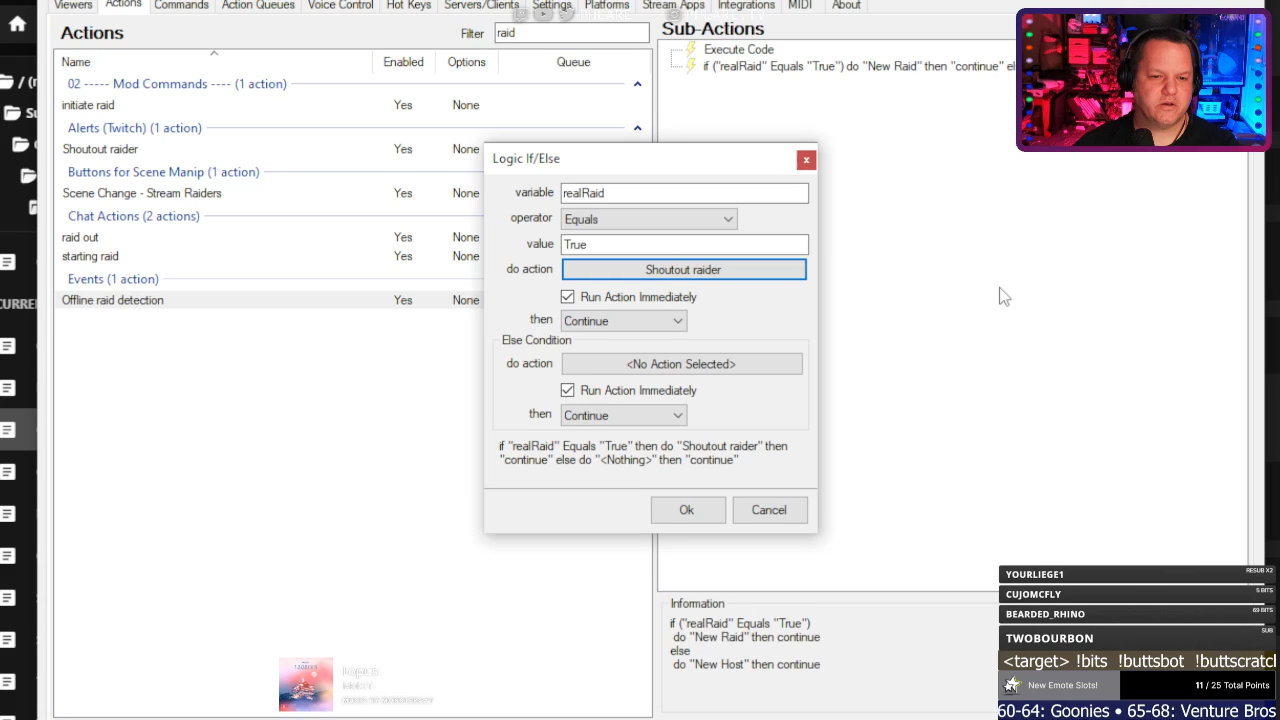 Viewers Actions Commands Action Queues Voice Control Hot Keys Servers/Clients Settings Platforms Stream Apps Integrations MIDI About
Actions
Filter raid
Name Enabled Options Queue
02 ----- Mod Commands ---- (1 action)
initiate raid Yes None
Alerts (Twitch) (1 action)
Shoutout raider Yes None
Buttons for Scene Manip (1 action)
Scene Change - Stream Raiders Yes None
Chat Actions (2 actions)
raid out Yes None
starting raid Yes None
Events (1 action)
Offline raid detection Yes None
Sub-Actions
Execute Code
if ("realRaid" Equals "True") do "New Raid" then "continue" el
Logic If/Else
x
variable realRaid
operator Equals
value True
do action Shoutout raider
Run Action Immediately
then Continue
Else Condition
do action <No Action Selected>
Run Action Immediately
then Continue
if "realRaid" Equals "True" then do "Shoutout raider" then
"continue" else do "<Nothing>" then "continue"
Ok Cancel
Information
if ("realRaid" Equals "True")
do "New Raid" then continue
else
do "New Host" then continue
YOURLIEGE1 RESUB X2
CUJOMCFLY 5 BITS
BEARDED_RHINO 69 BITS
TWOBOURBON SUB
<target> !bits !buttsbot !buttscratcl
New Emote Slots! 11 / 25 Total Points
60-64: Goonies • 65-68: Venture Bros